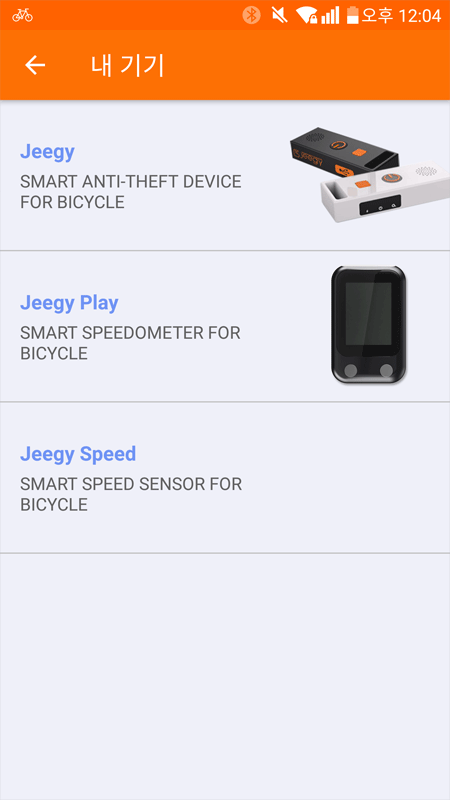 오후 12:04
내 기기
Jeegy
SMART ANTI-THEFT DEVICE
FOR BICYCLE
Jeegy Play
SMART SPEEDOMETER FOR
BICYCLE
Jeegy Speed
SMART SPEED SENSOR FOR
BICYCLE